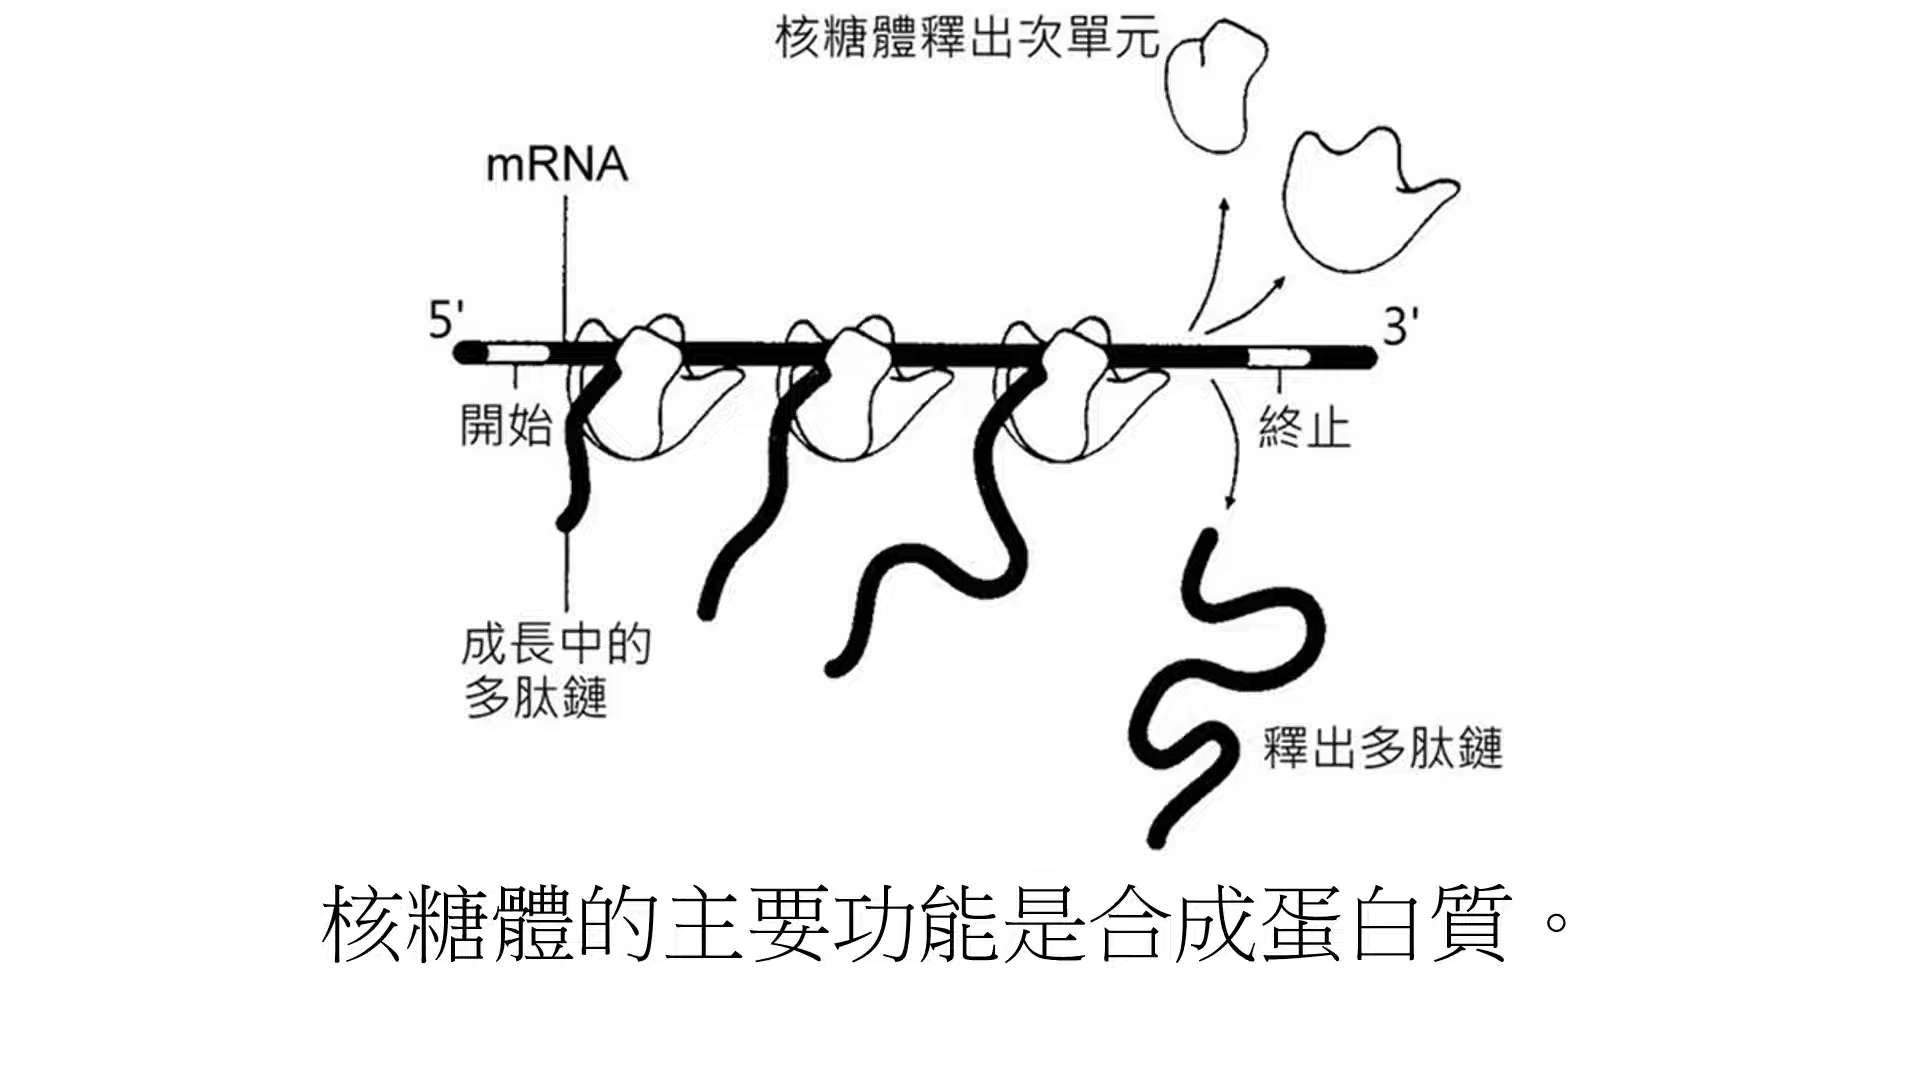 核糖體釋出次單元
mRNA
5'
3'
開始
終止
成長中的
多肽鏈
釋出多肽鏈
核糖體的主要功能是合成蛋白質。